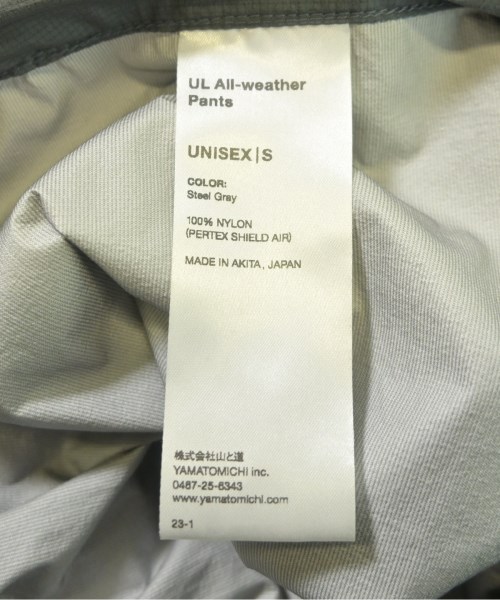 UL All-weather
Pants
UNISEX|S
COLOR:
Steel Gray
100% NYLON
(PERTEX SHIELD AIR)
MADE IN AKITA, JAPAN
株式会社山と道
YAMATOMICHI inc.
0467-25-6343
www.yamatomichi.com
23-1